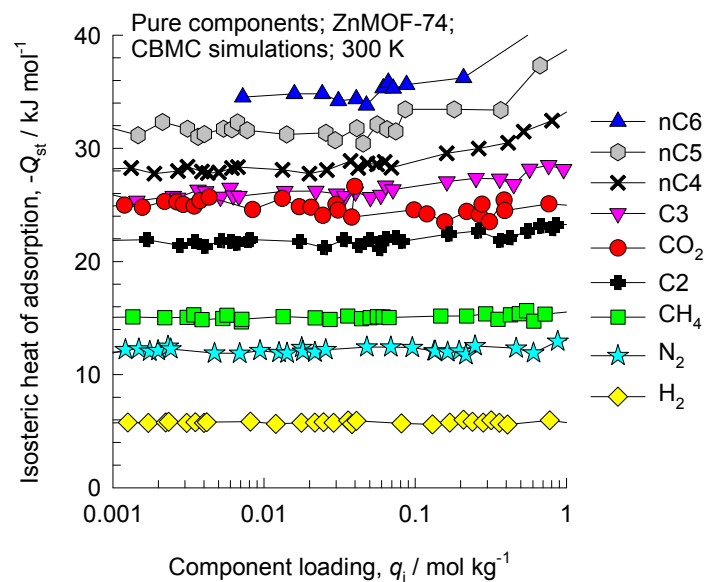 Pure components; ZnMOF-74;
CBMC simulations; 300 K
Isosteric heat of adsorption, -Qst / kJ mol⁻¹
40
30
20
10
0
0.001
0.01
0.1
1
Component loading, qi / mol kg⁻¹
nC6
nC5
nC4
C3
CO₂
C2
CH₄
N₂
H₂